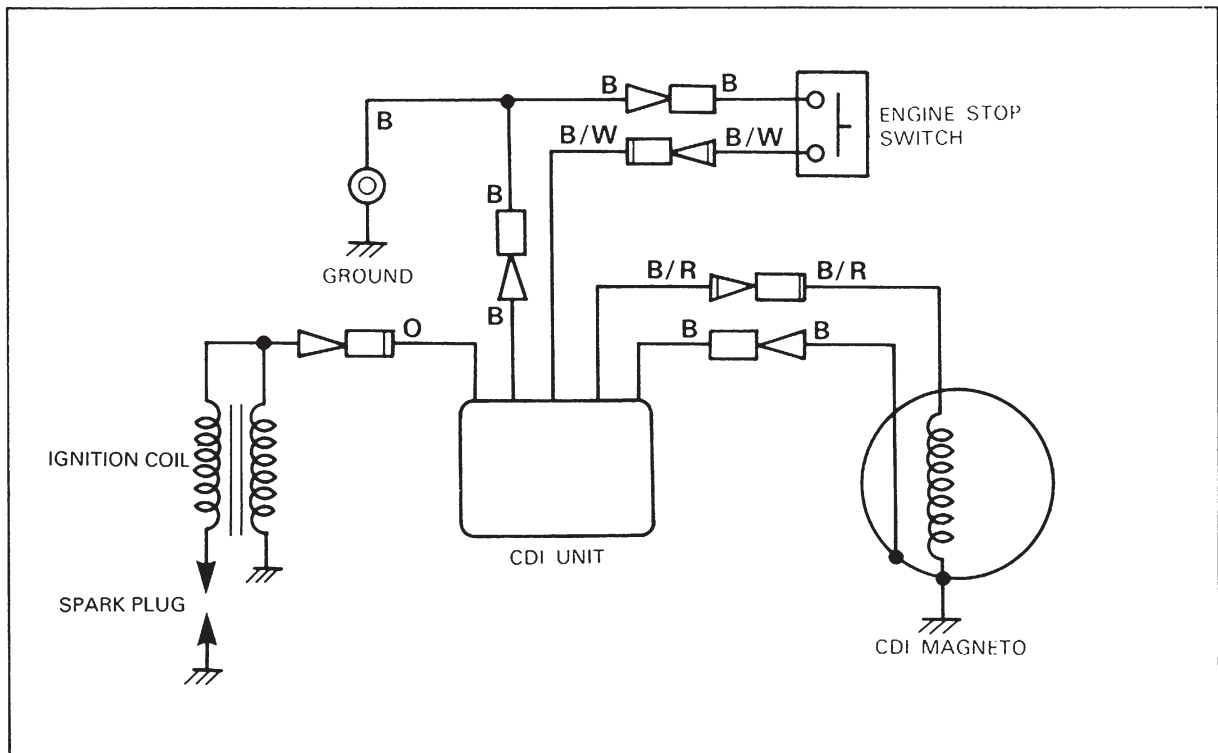 B B
B
B/W B/W
ENGINE STOP
SWITCH
B
GROUND
B/R B/R
B
O
B B
IGNITION COIL
CDI UNIT
SPARK PLUG
CDI MAGNETO